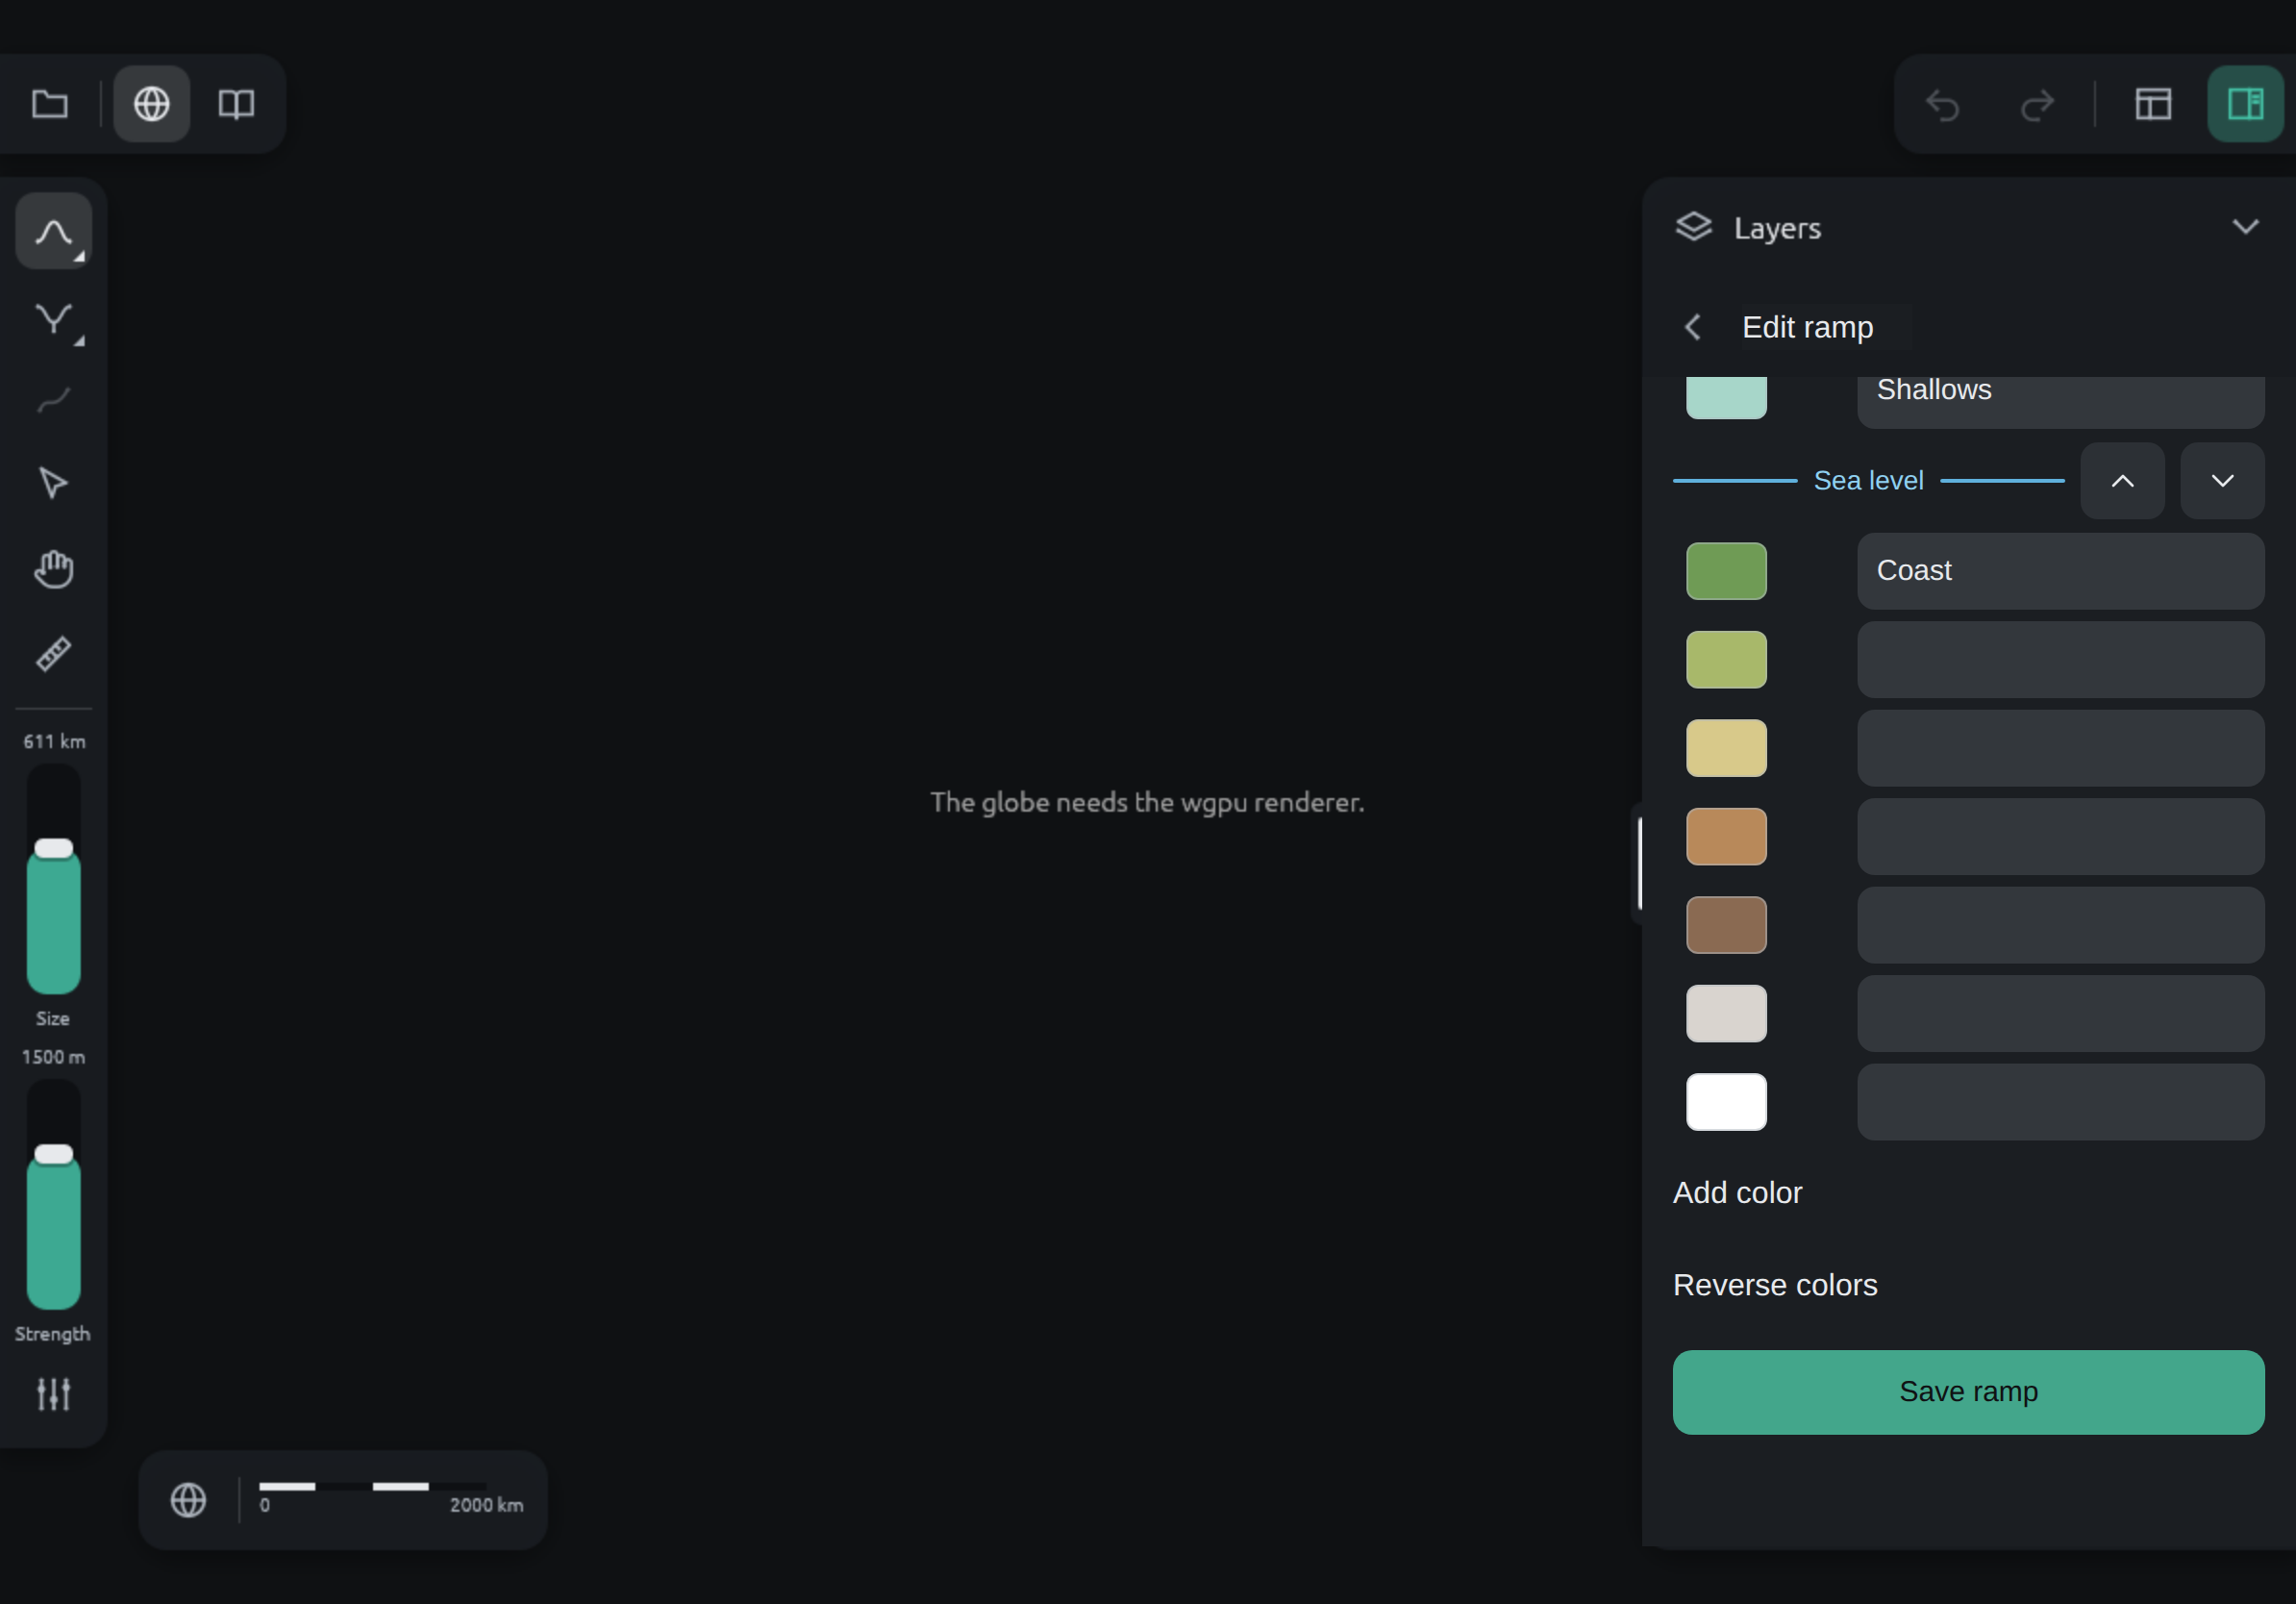 Layers
Edit ramp
Shallows
Sea level
Coast
611 km
The globe needs the wgpu renderer.
Size
1500 m
Add color
Reverse colors
Strength
Save ramp
0 2000 km